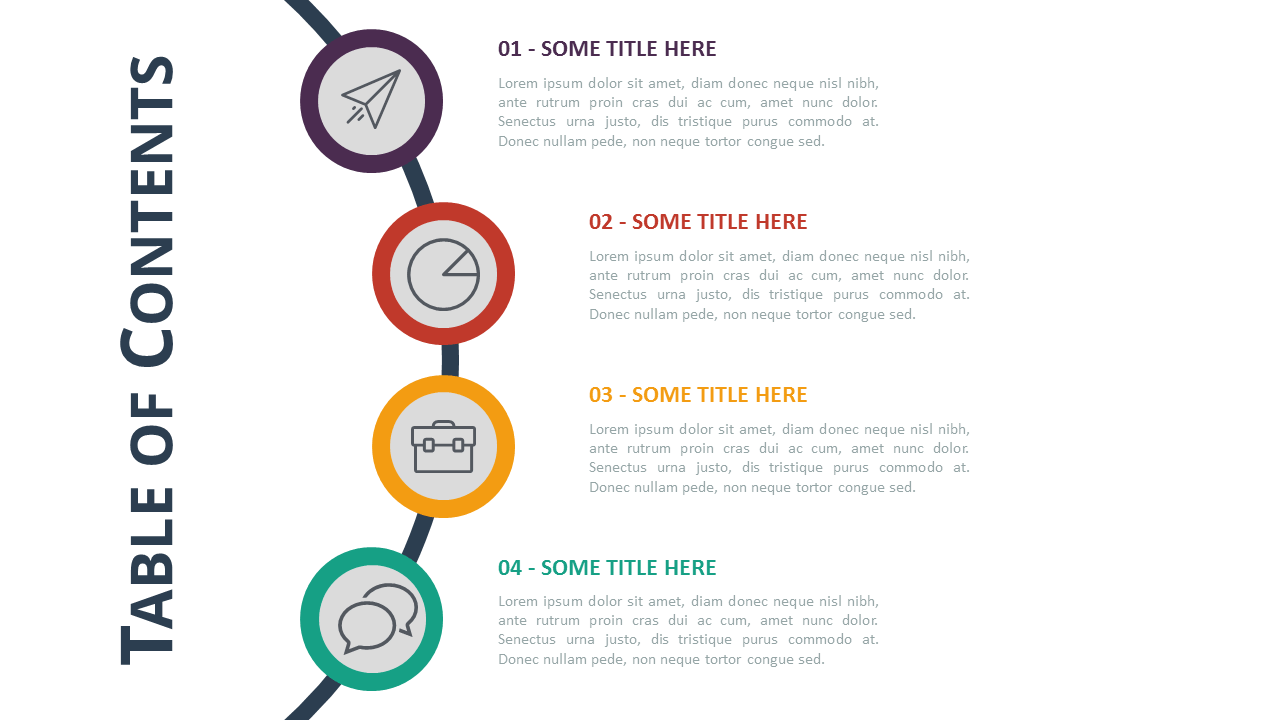 TABLE OF CONTENTS
01 - SOME TITLE HERE
Lorem ipsum dolor sit amet, diam donec neque nisl nibh,
ante rutrum proin cras dui ac cum, amet nunc dolor.
Senectus urna justo, dis tristique purus commodo at.
Donec nullam pede, non neque tortor congue sed.
02 - SOME TITLE HERE
Lorem ipsum dolor sit amet, diam donec neque nisl nibh,
ante rutrum proin cras dui ac cum, amet nunc dolor.
Senectus urna justo, dis tristique purus commodo at.
Donec nullam pede, non neque tortor congue sed.
03 - SOME TITLE HERE
Lorem ipsum dolor sit amet, diam donec neque nisl nibh,
ante rutrum proin cras dui ac cum, amet nunc dolor.
Senectus urna justo, dis tristique purus commodo at.
Donec nullam pede, non neque tortor congue sed.
04 - SOME TITLE HERE
Lorem ipsum dolor sit amet, diam donec neque nisl nibh,
ante rutrum proin cras dui ac cum, amet nunc dolor.
Senectus urna justo, dis tristique purus commodo at.
Donec nullam pede, non neque tortor congue sed.